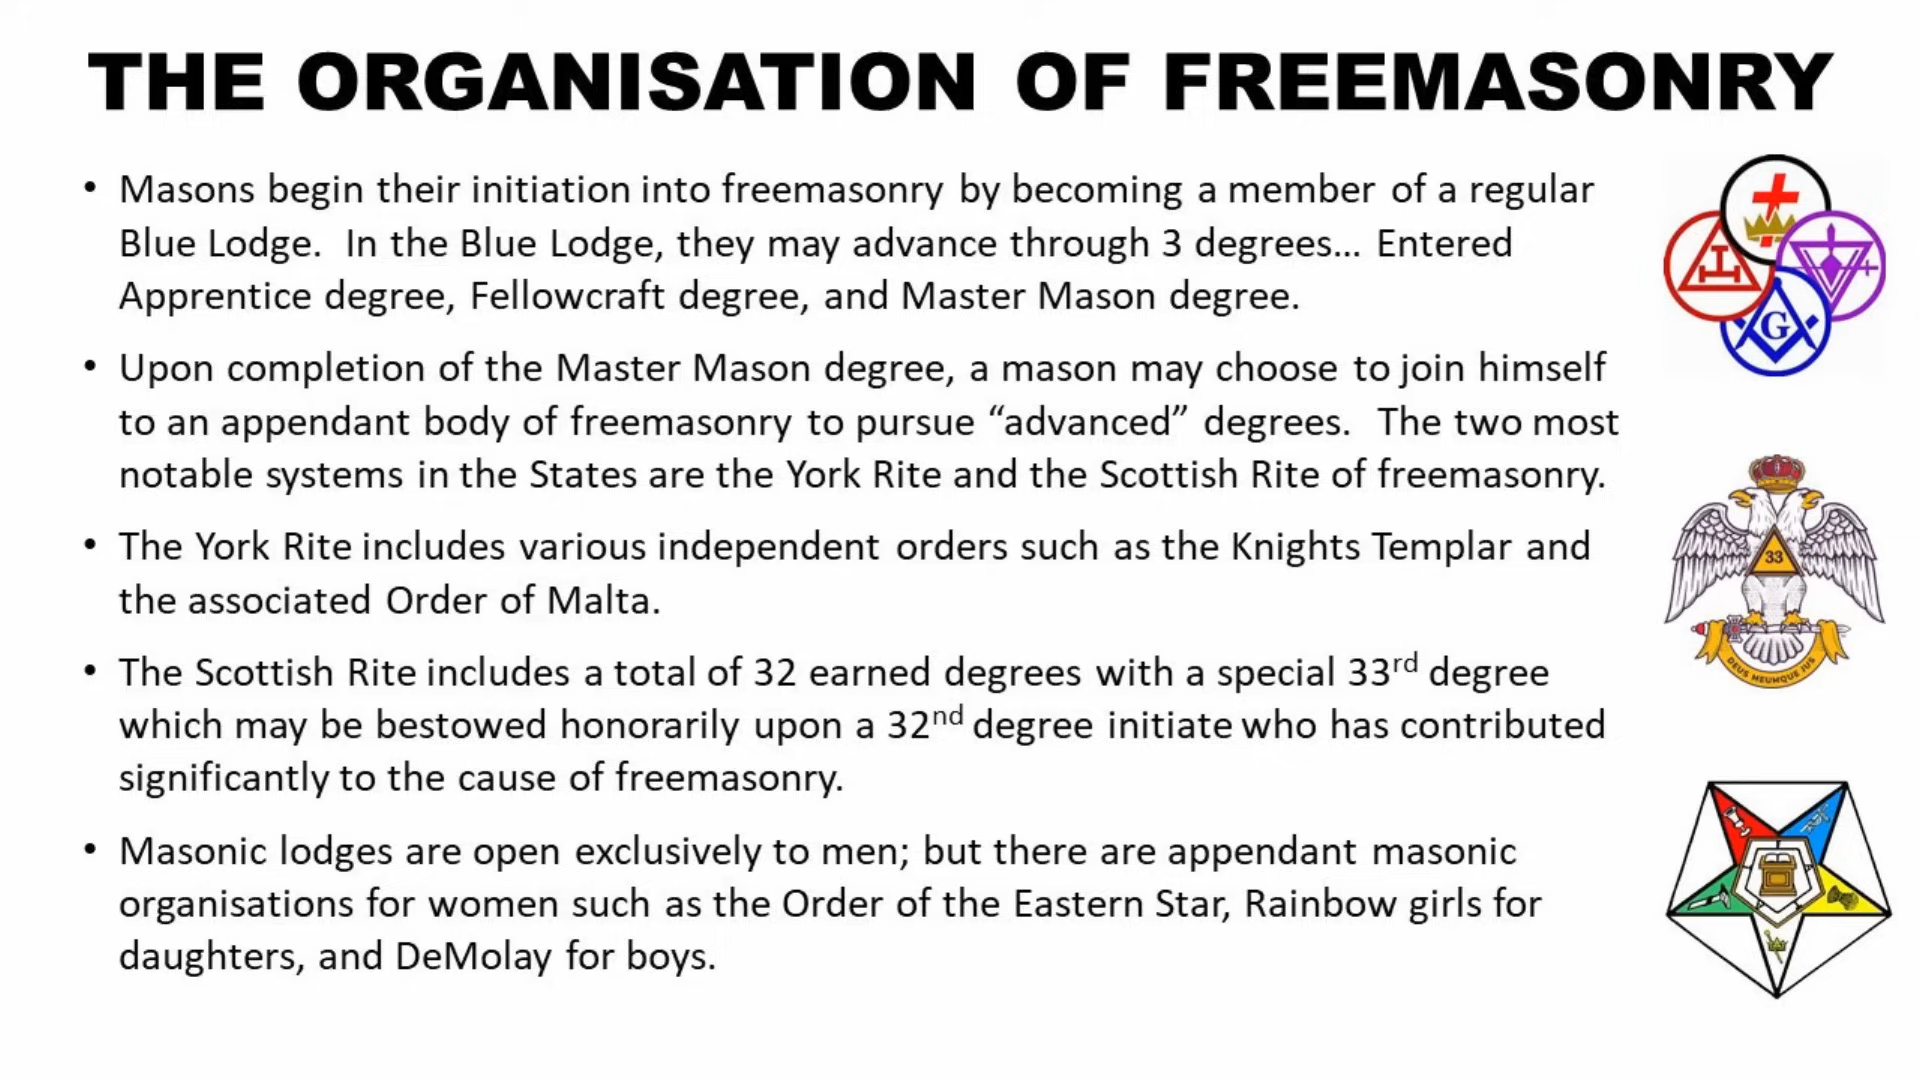 THE ORGANISATION OF FREEMASONRY
• Masons begin their initiation into freemasonry by becoming a member of a regular
Blue Lodge.  In the Blue Lodge, they may advance through 3 degrees… Entered
Apprentice degree, Fellowcraft degree, and Master Mason degree.
• Upon completion of the Master Mason degree, a mason may choose to join himself
to an appendant body of freemasonry to pursue “advanced” degrees.  The two most
notable systems in the States are the York Rite and the Scottish Rite of freemasonry.
• The York Rite includes various independent orders such as the Knights Templar and
the associated Order of Malta.
• The Scottish Rite includes a total of 32 earned degrees with a special 33rd degree
which may be bestowed honorarily upon a 32nd degree initiate who has contributed
significantly to the cause of freemasonry.
• Masonic lodges are open exclusively to men; but there are appendant masonic
organisations for women such as the Order of the Eastern Star, Rainbow girls for
daughters, and DeMolay for boys.
G
33
DEUS MEUMQUE JUS